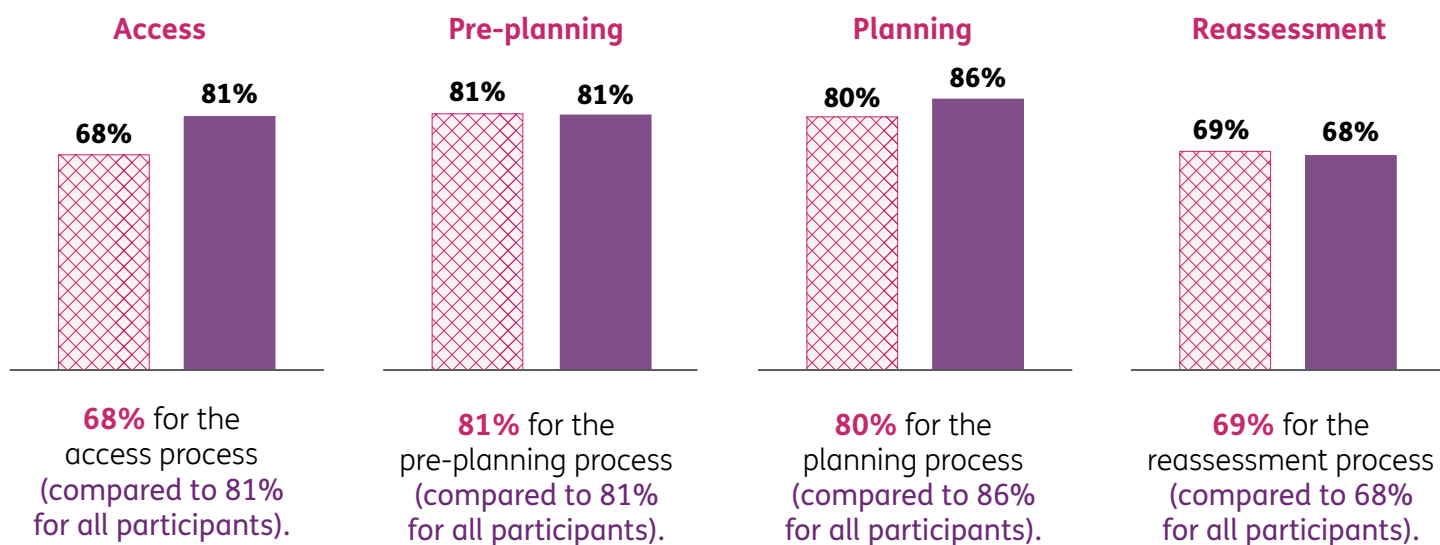 Access
81%
68%
68% for the
access process
(compared to 81%
for all participants).
Pre-planning
81%
81%
81% for the
pre-planning process
(compared to 81%
for all participants).
Planning
86%
80%
80% for the
planning process
(compared to 86%
for all participants).
Reassessment
69%
68%
69% for the
reassessment process
(compared to 68%
for all participants).